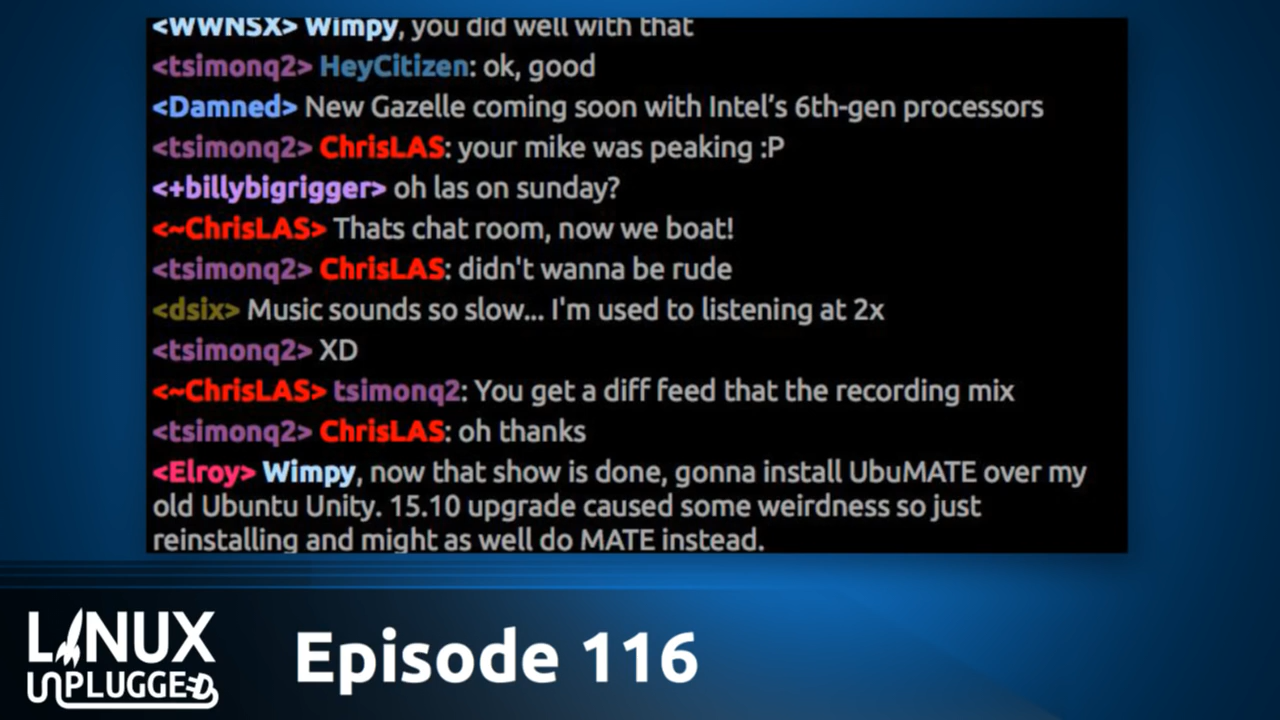 <WWNSX> Wimpy, you did well with that
<tsimonq2> HeyCitizen: ok, good
<Damned> New Gazelle coming soon with Intel’s 6th-gen processors
<tsimonq2> ChrisLAS: your mike was peaking :P
<+billybigrigger> oh las on sunday?
<~ChrisLAS> Thats chat room, now we boat!
<tsimonq2> ChrisLAS: didn't wanna be rude
<dsix> Music sounds so slow... I'm used to listening at 2x
<tsimonq2> XD
<~ChrisLAS> tsimonq2: You get a diff feed that the recording mix
<tsimonq2> ChrisLAS: oh thanks
<Elroy> Wimpy, now that show is done, gonna install UbuMATE over my
old Ubuntu Unity. 15.10 upgrade caused some weirdness so just
reinstalling and might as well do MATE instead.
LINUX
UNPLUGGED
Episode 116